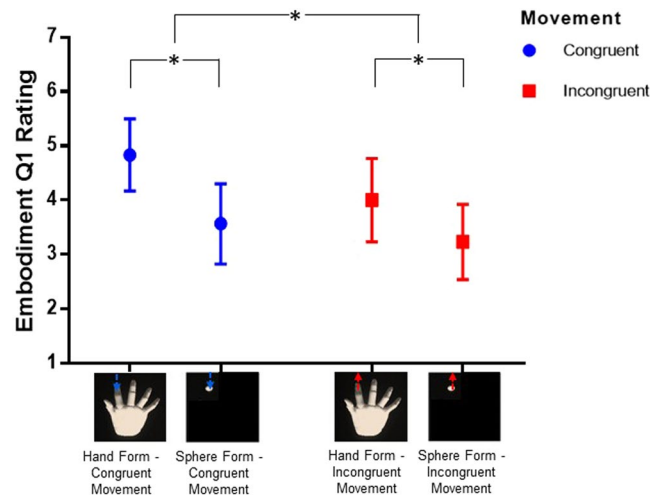 Movement
Congruent
Incongruent
*
*
*
Embodiment Q1 Rating
7
6
5
4
3
2
1
Hand Form -
Congruent
Movement
Sphere Form -
Congruent
Movement
Hand Form -
Incongruent
Movement
Sphere Form -
Incongruent
Movement